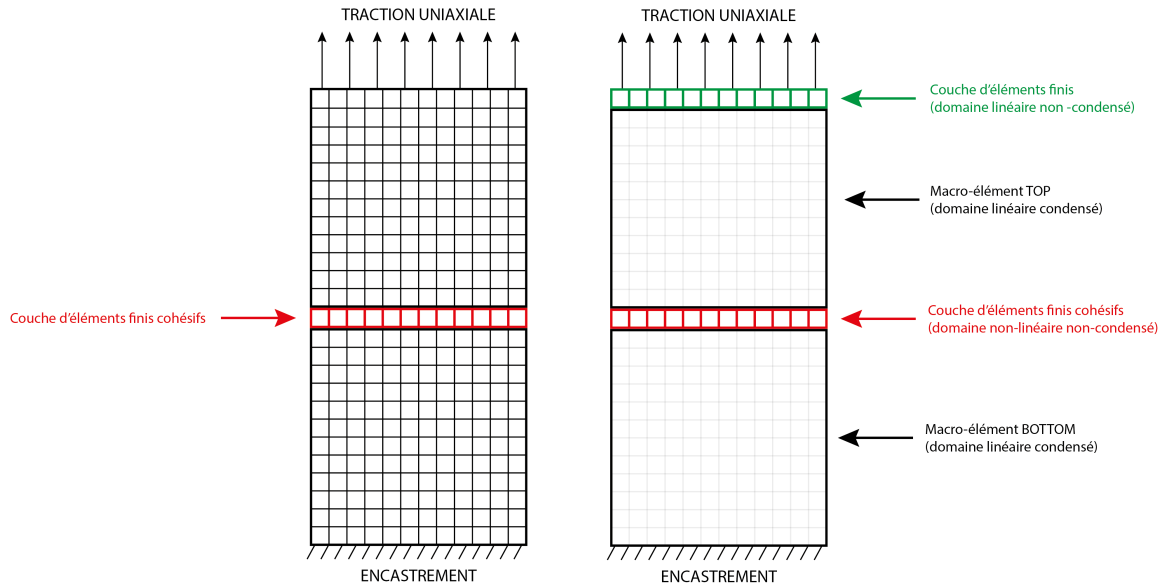 TRACTION UNIAXIALE
TRACTION UNIAXIALE
Couche d'éléments finis
(domaine linéaire non -condensé)
Macro-élément TOP
(domaine linéaire condensé)
Couche d'éléments finis cohésifs
Couche d'éléments finis cohésifs
(domaine non-linéaire non-condensé)
Macro-élément BOTTOM
(domaine linéaire condensé)
ENCASTREMENT
ENCASTREMENT